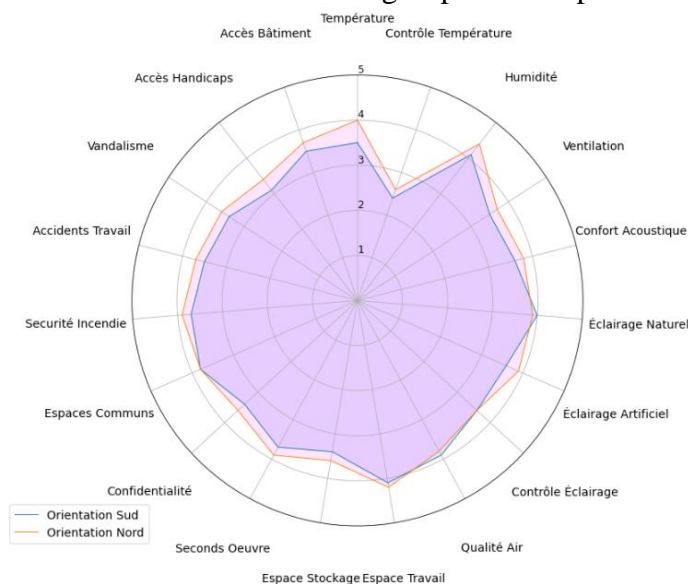 Température
Accès Bâtiment
Contrôle Température
Accès Handicaps
Humidité
Vandalisme
Ventilation
Accidents Travail
Confort Acoustique
Securité Incendie
Éclairage Naturel
Espaces Communs
Éclairage Artificiel
Confidentialité
Contrôle Éclairage
Seconds Oeuvre
Qualité Air
Espace Stockage
Espace Travail
5
4
3
2
1
Orientation Sud
Orientation Nord